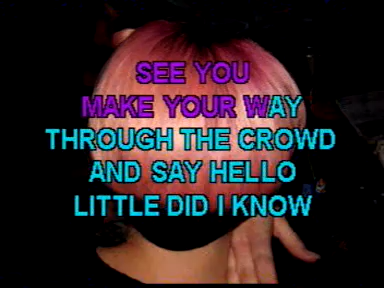 SEE YOU
MAKE YOUR WAY
THROUGH THE CROWD
AND SAY HELLO
LITTLE DID I KNOW